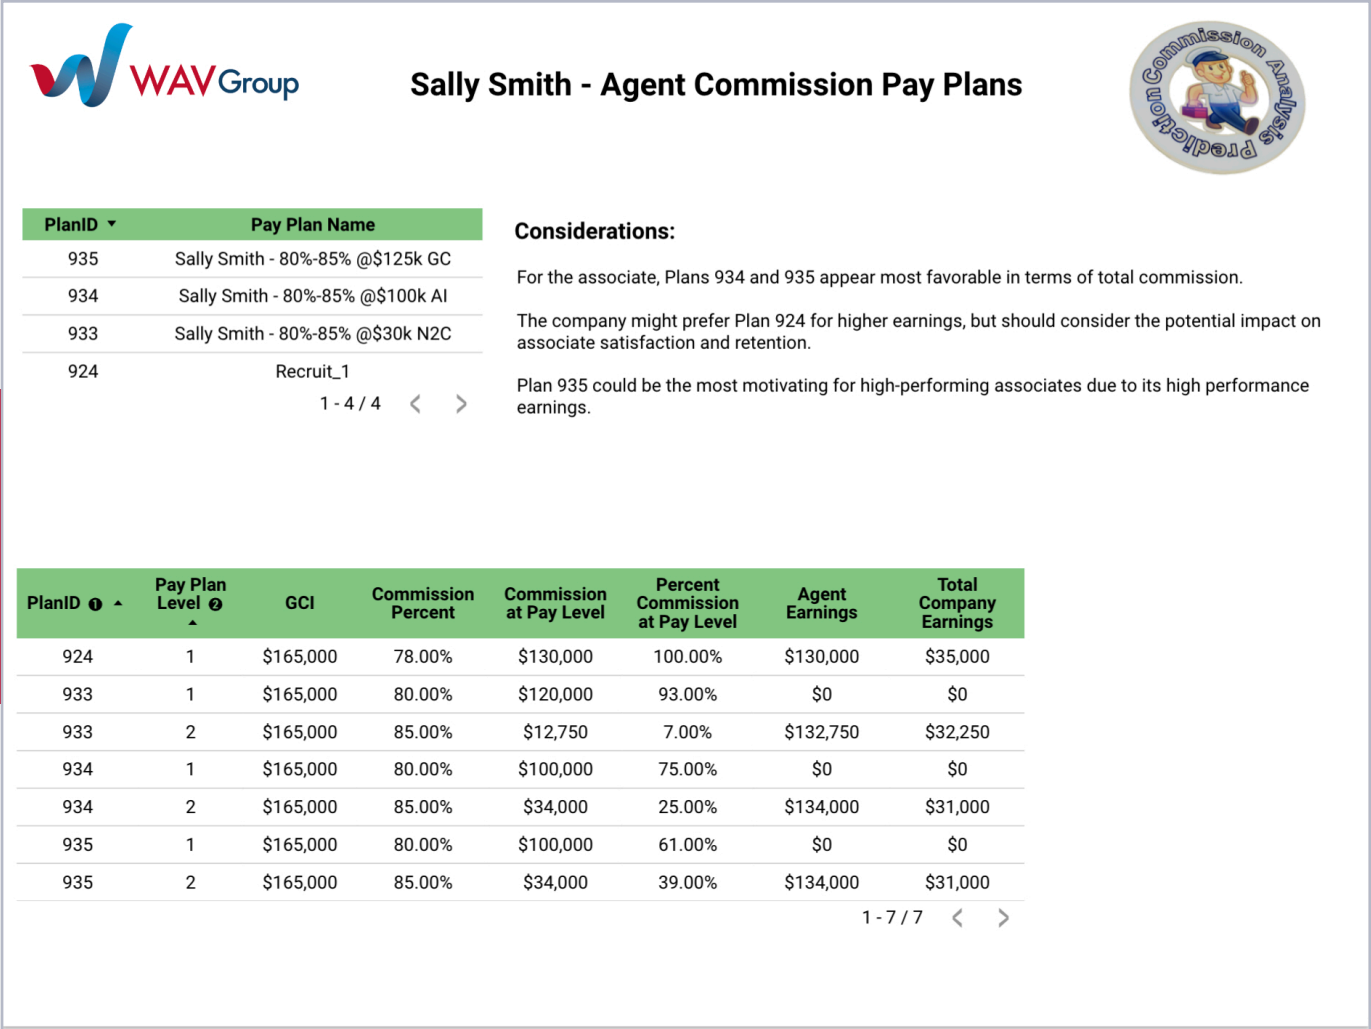 WAVGroup
Sally Smith - Agent Commission Pay Plans
Commission Analysis Prediction
PlanID Pay Plan Name
935 Sally Smith - 80%-85% @$125k GC
934 Sally Smith - 80%-85% @$100k AI
933 Sally Smith - 80%-85% @$30k N2C
924 Recruit_1
1 - 4 / 4
Considerations:
For the associate, Plans 934 and 935 appear most favorable in terms of total commission.
The company might prefer Plan 924 for higher earnings, but should consider the potential impact on
associate satisfaction and retention.
Plan 935 could be the most motivating for high-performing associates due to its high performance
earnings.
PlanID 1 Pay Plan Level 2 GCI Commission Percent Commission at Pay Level Percent Commission at Pay Level Agent Earnings Total Company Earnings
924 1 $165,000 78.00% $130,000 100.00% $130,000 $35,000
933 1 $165,000 80.00% $120,000 93.00% $0 $0
933 2 $165,000 85.00% $12,750 7.00% $132,750 $32,250
934 1 $165,000 80.00% $100,000 75.00% $0 $0
934 2 $165,000 85.00% $34,000 25.00% $134,000 $31,000
935 1 $165,000 80.00% $100,000 61.00% $0 $0
935 2 $165,000 85.00% $34,000 39.00% $134,000 $31,000
1 - 7 / 7